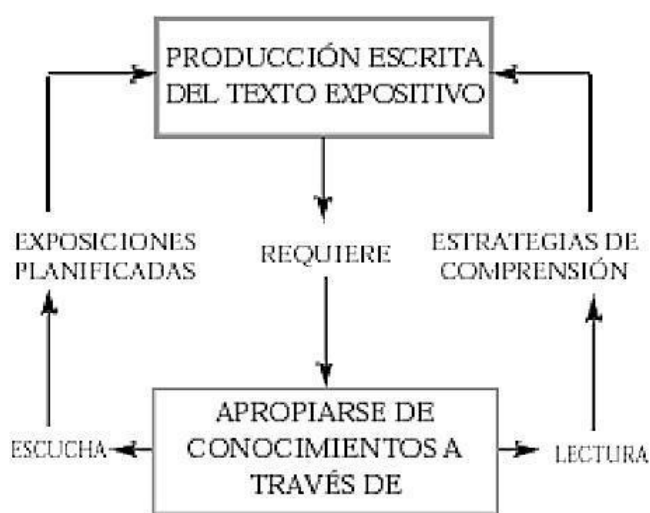 PRODUCCIÓN ESCRITA
DEL TEXTO EXPOSITIVO
EXPOSICIONES
PLANIFICADAS
REQUIERE
ESTRATEGIAS DE
COMPRENSIÓN
APROPIARSE DE
CONOCIMIENTOS A
TRAVÉS DE
ESCUCHA
LECTURA